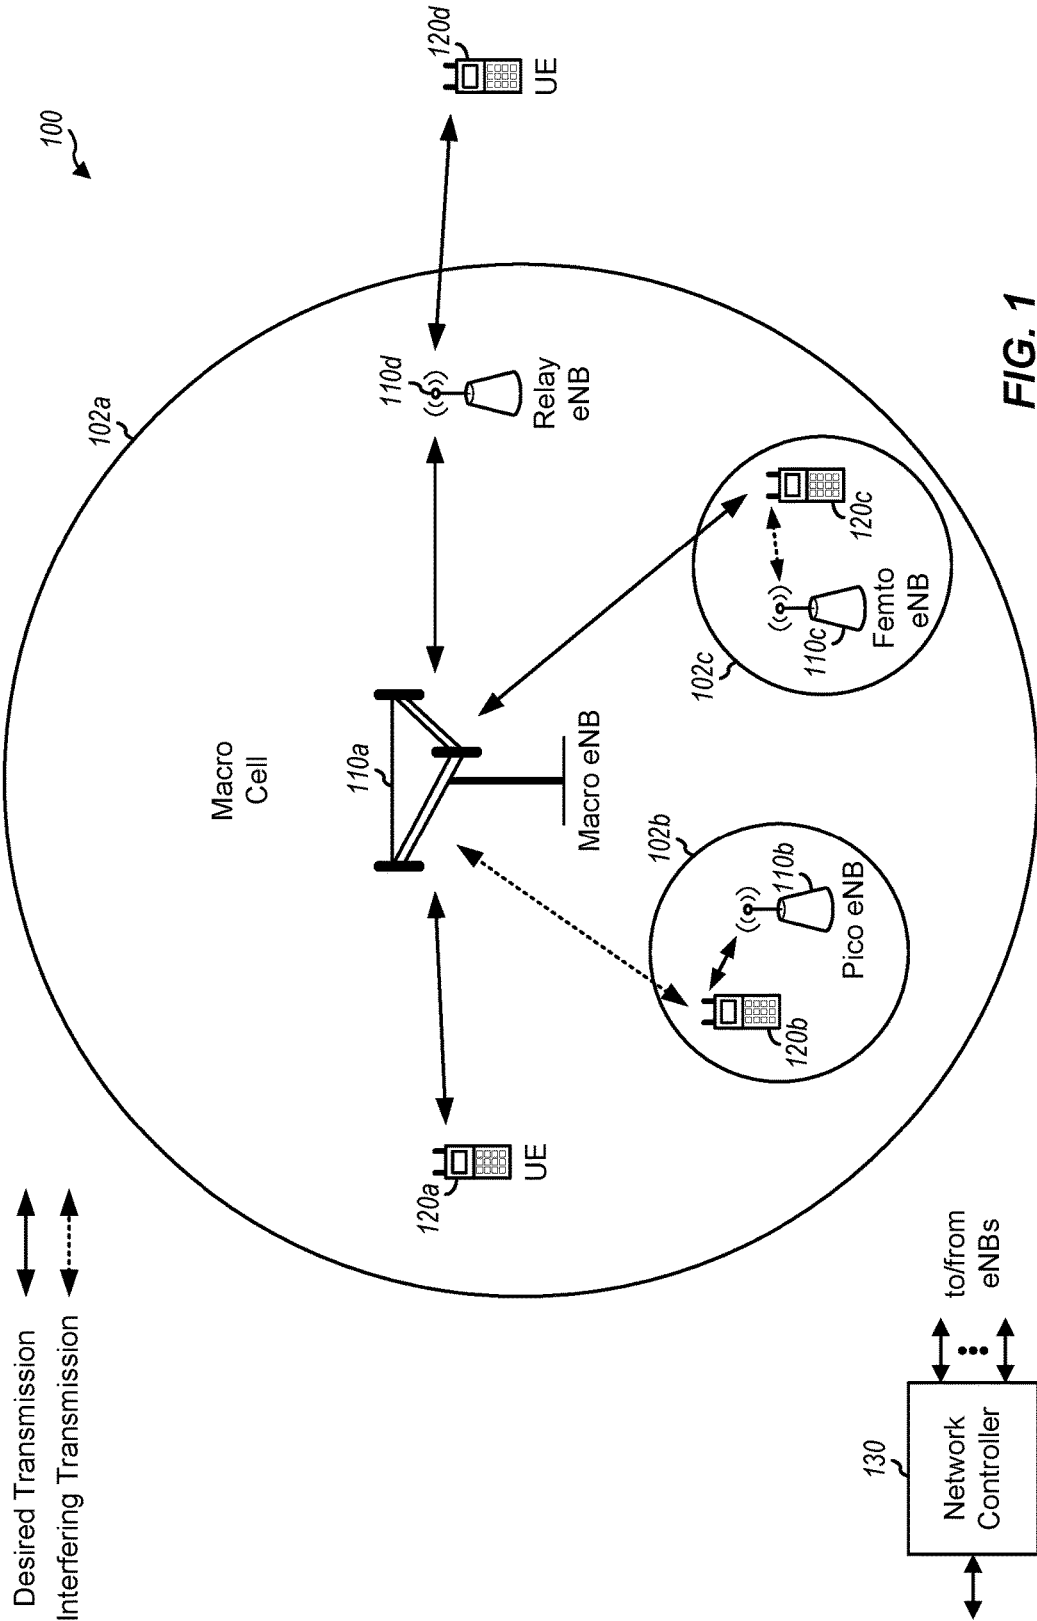 Desired Transmission
Interfering Transmission
100
102a
Macro
Cell
110a
110d
120d
120a
UE
Macro eNB
Relay
eNB
UE
102b
102c
120b
110b
Pico eNB
110c
120c
Femto
eNB
130
Network
Controller
to/from
eNBs
FIG. 1